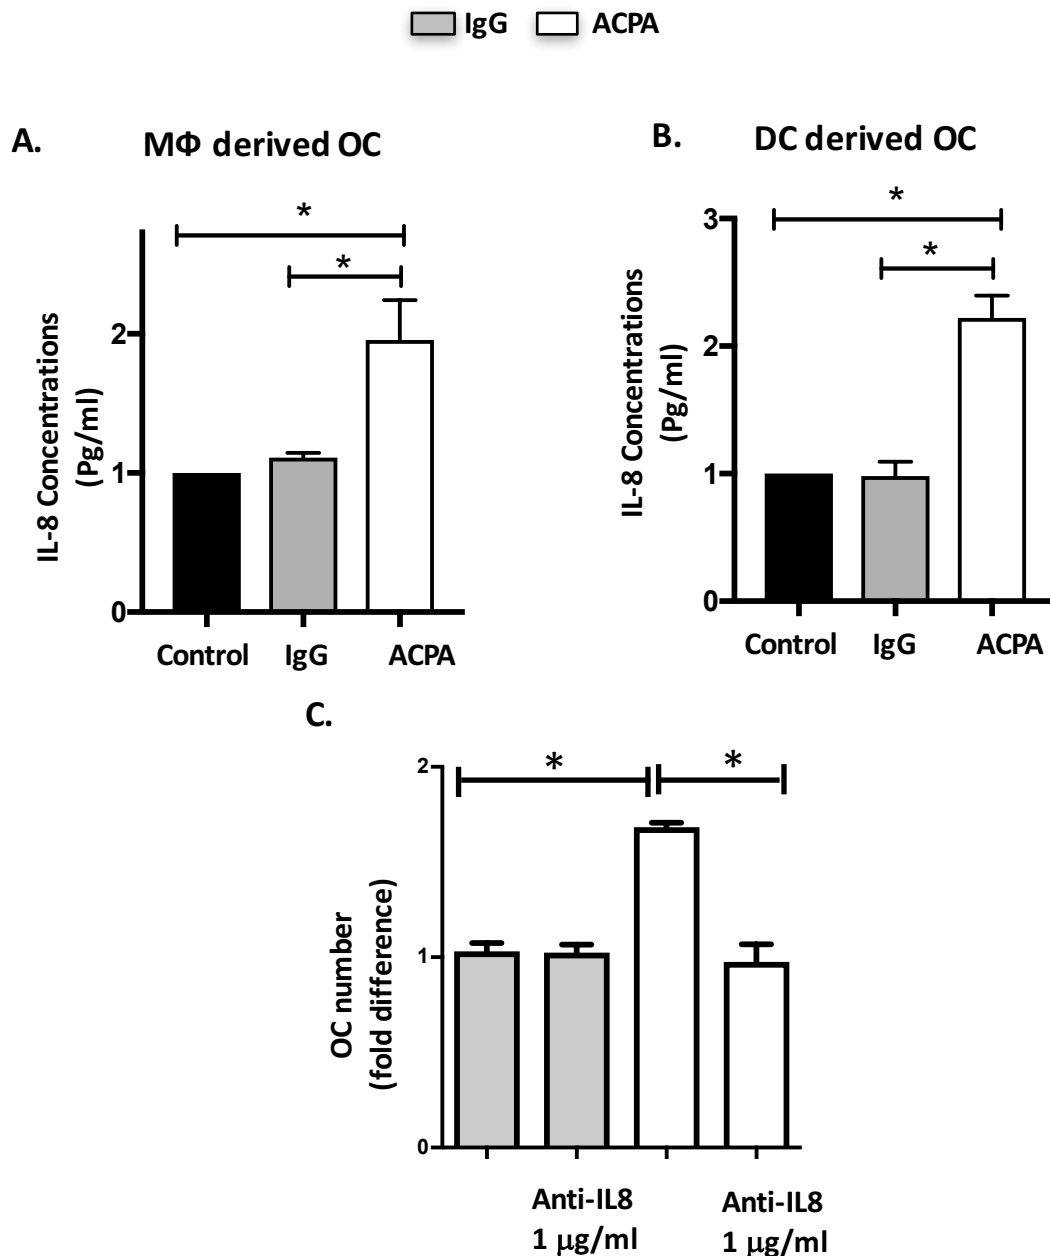 IgG ACPA
A. MΦ derived OC
*
*
IL-8 Concentrations
(Pg/ml)
2
1
0
Control IgG ACPA
B. DC derived OC
*
*
IL-8 Concentrations
(Pg/ml)
3
2
1
0
Control IgG ACPA
C.
* *
OC number
(fold difference)
2
1
0
Anti-IL8 Anti-IL8
1 μg/ml 1 μg/ml